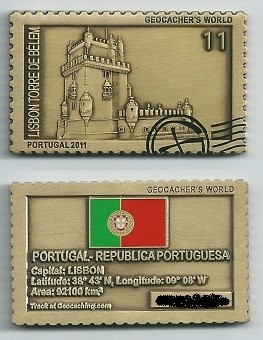 GEOCACHER'S WORLD
11
LISBON TORRE DE BELEM
PORTUGAL 2011
GEOCACHER'S WORLD
PORTUGAL- REPUBLICA PORTUGUESA
Capital: LISBON
Latitude: 38° 43' N, Longitude: 09° 08' W
Area: 92100 km²
Track at Geocaching.com